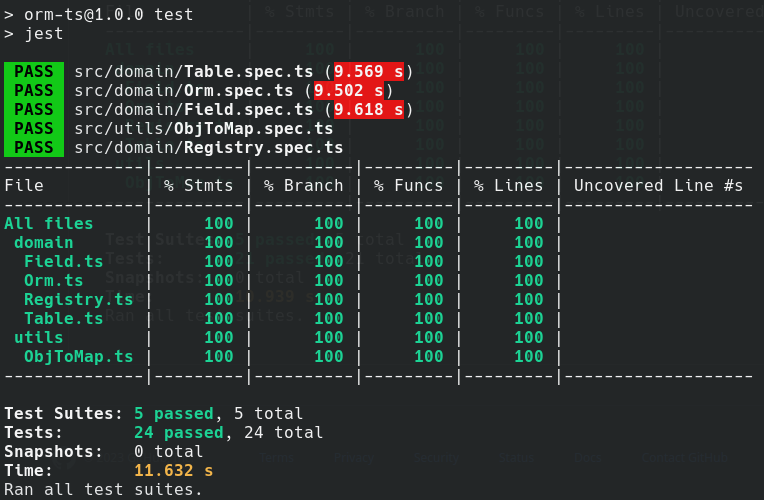 > orm-ts@1.0.0 test
> jest
PASS src/domain/Table.spec.ts (9.569 s)
PASS src/domain/Orm.spec.ts (9.502 s)
PASS src/domain/Field.spec.ts (9.618 s)
PASS src/utils/ObjToMap.spec.ts
PASS src/domain/Registry.spec.ts
--------------|---------|----------|---------|---------|-------------------
File          | % Stmts | % Branch | % Funcs | % Lines | Uncovered Line #s
--------------|---------|----------|---------|---------|-------------------
All files     |     100 |      100 |     100 |     100 |
 domain       |     100 |      100 |     100 |     100 |
  Field.ts    |     100 |      100 |     100 |     100 |
  Orm.ts      |     100 |      100 |     100 |     100 |
  Registry.ts |     100 |      100 |     100 |     100 |
  Table.ts    |     100 |      100 |     100 |     100 |
 utils        |     100 |      100 |     100 |     100 |
  ObjToMap.ts |     100 |      100 |     100 |     100 |
--------------|---------|----------|---------|---------|-------------------
Test Suites: 5 passed, 5 total
Tests:       24 passed, 24 total
Snapshots:   0 total
Time:        11.632 s
Ran all test suites.